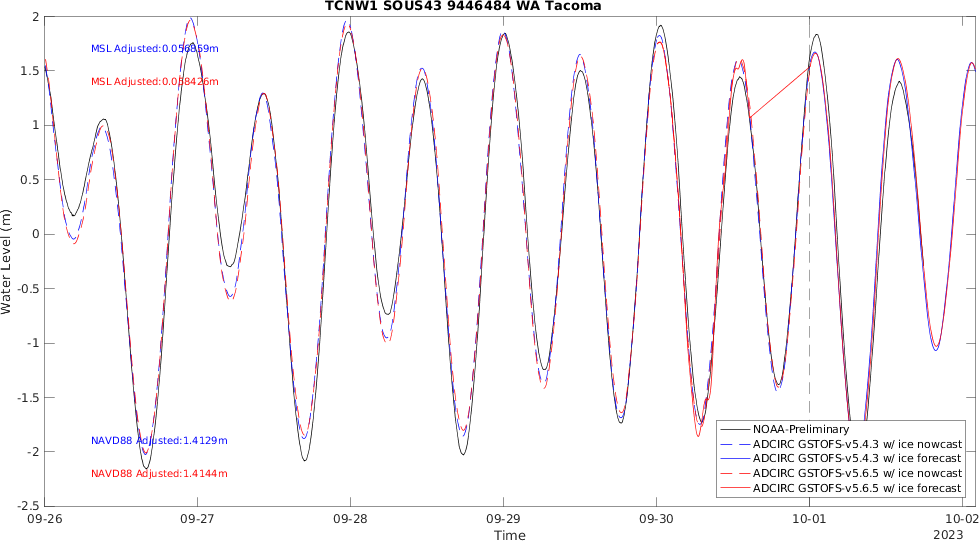 TCNW1 SOUS43 9446484 WA Tacoma
2
1.5
1
0.5
0
-0.5
-1
-1.5
-2
-2.5
Water Level (m)
MSL Adjusted:0.056859m
MSL Adjusted:0.058426m
NAVD88 Adjusted:1.4129m
NAVD88 Adjusted:1.4144m
NOAA-Preliminary
ADCIRC GSTOFS-v5.4.3 w/ ice nowcast
ADCIRC GSTOFS-v5.4.3 w/ ice forecast
ADCIRC GSTOFS-v5.6.5 w/ ice nowcast
ADCIRC GSTOFS-v5.6.5 w/ ice forecast
09-26 09-27 09-28 09-29 09-30 10-01 10-02
Time
2023